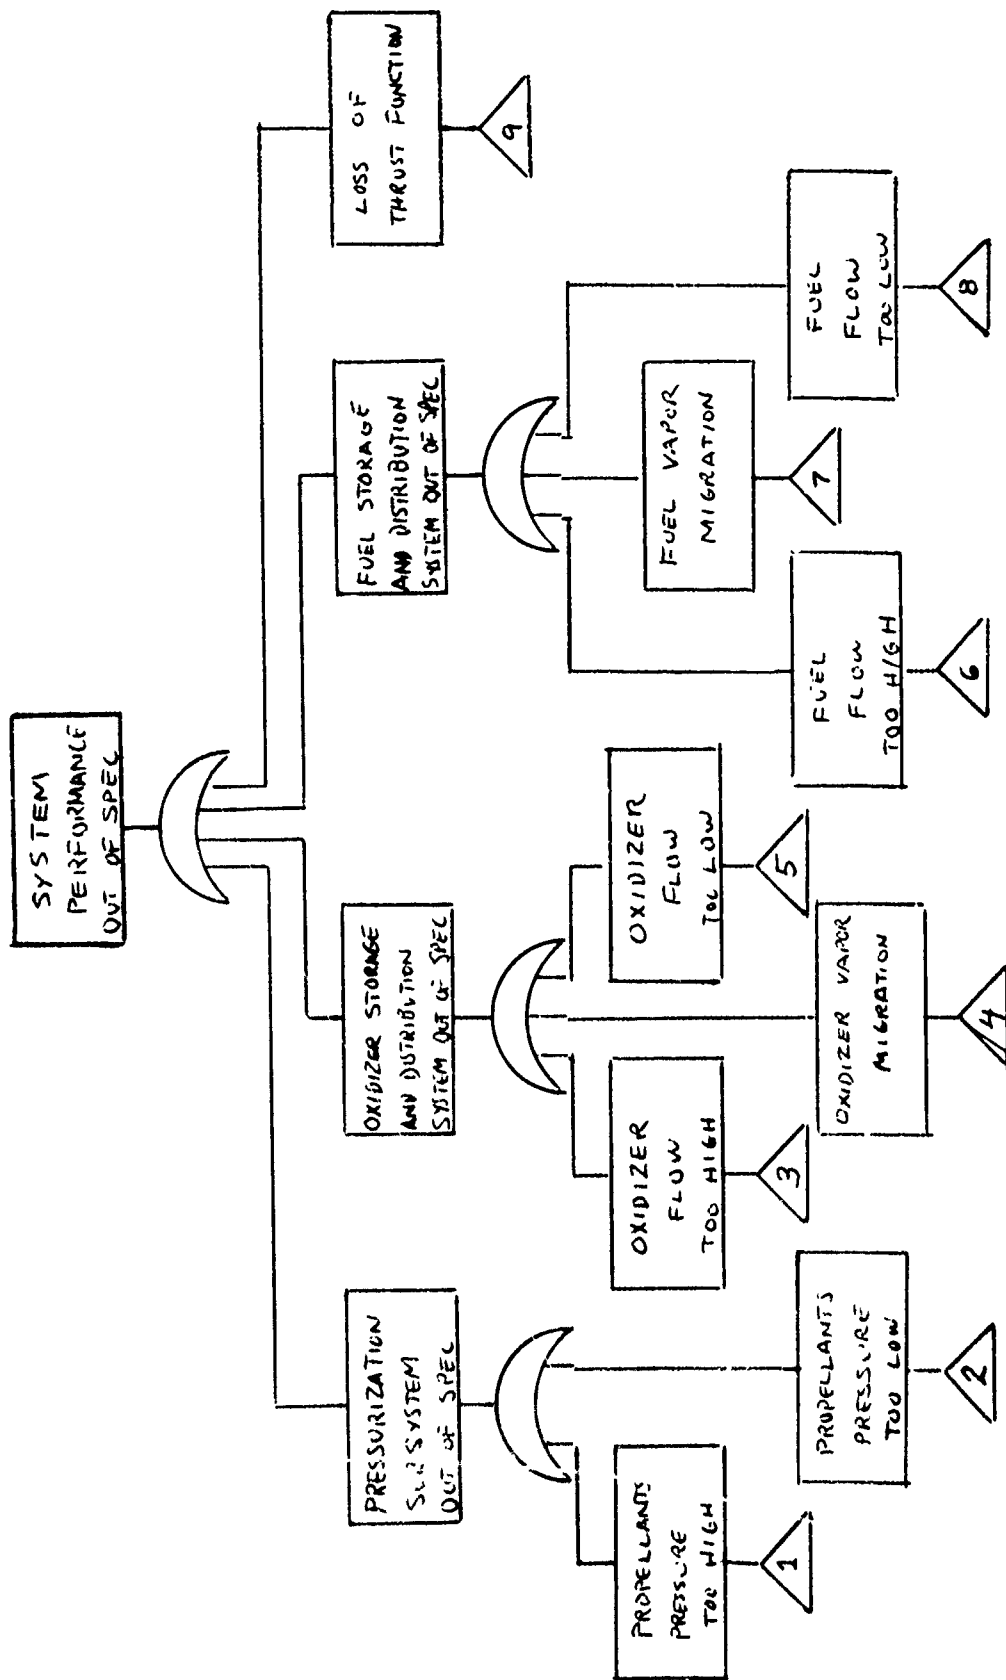 SYSTEM
PERFORMANCE
OUT OF SPEC
PRESSURIZATION
SUBSYSTEM
OUT OF SPEC
OXIDIZER STORAGE
AND DISTRIBUTION
SYSTEM OUT OF SPEC
FUEL STORAGE
AND DISTRIBUTION
SYSTEM OUT OF SPEC
LOSS OF
THRUST FUNCTION
9
PROPELLANTS
PRESSURE
TOO HIGH
1
PROPELLANTS
PRESSURE
TOO LOW
2
OXIDIZER
FLOW
TOO HIGH
3
OXIDIZER VAPOR
MIGRATION
4
OXIDIZER
FLOW
TOO LOW
5
FUEL
FLOW
TOO HIGH
6
FUEL VAPOR
MIGRATION
7
FUEL
FLOW
TOO LOW
8